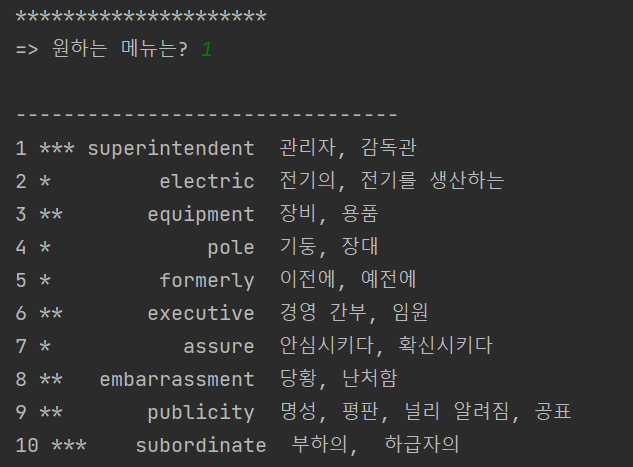 *********************
=> 원하는 메뉴는? 1
--------------------------------
1 *** superintendent  관리자, 감독관
2 *         electric  전기의, 전기를 생산하는
3 **       equipment  장비, 용품
4 *             pole  기둥, 장대
5 *         formerly  이전에, 예전에
6 **       executive  경영 간부, 임원
7 *           assure  안심시키다, 확신시키다
8 **   embarrassment  당황, 난처함
9 **       publicity  명성, 평판, 널리 알려짐, 공표
10 ***    subordinate  부하의,  하급자의